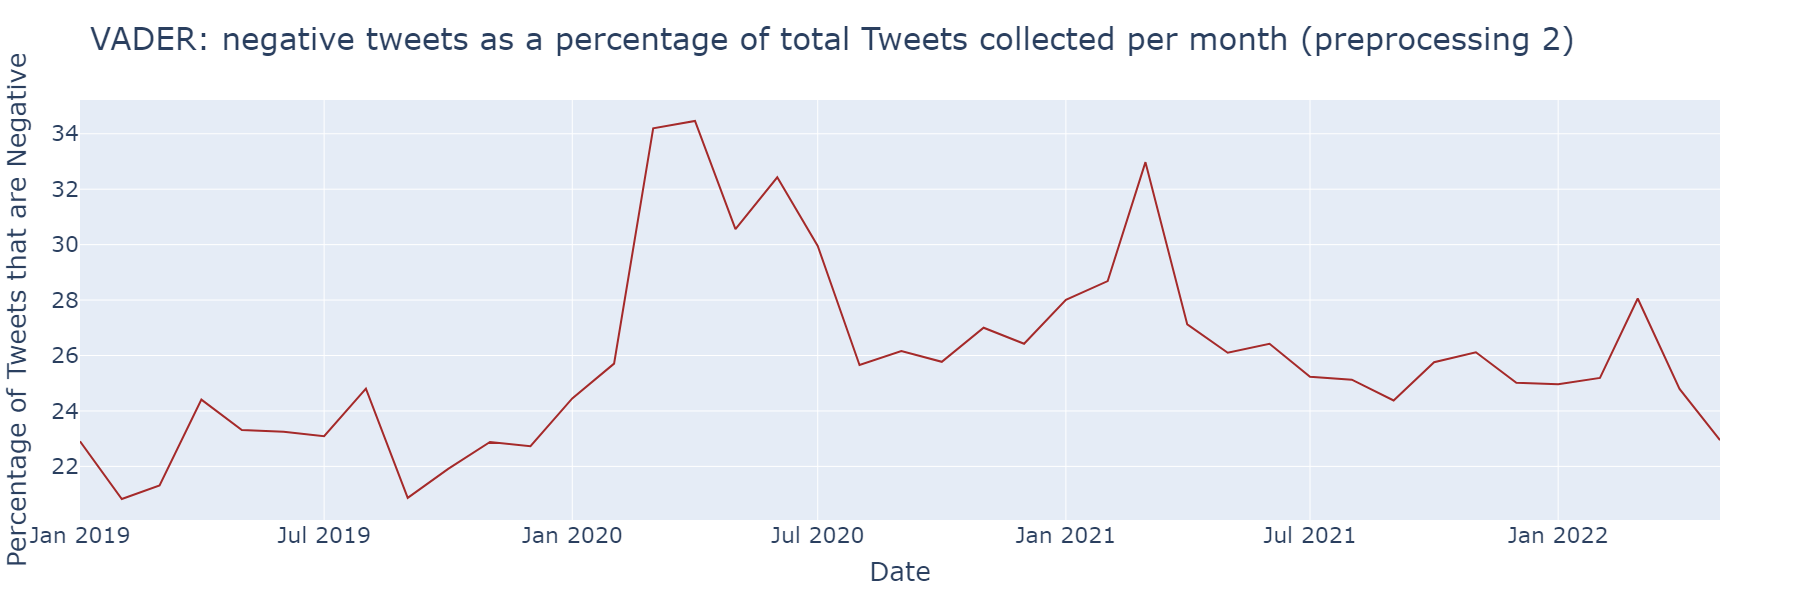 VADER: negative tweets as a percentage of total Tweets collected per month (preprocessing 2)
Percentage of Tweets that are Negative
34
32
30
28
26
24
22
Jan 2019 Jul 2019 Jan 2020 Jul 2020 Jan 2021 Jul 2021 Jan 2022
Date